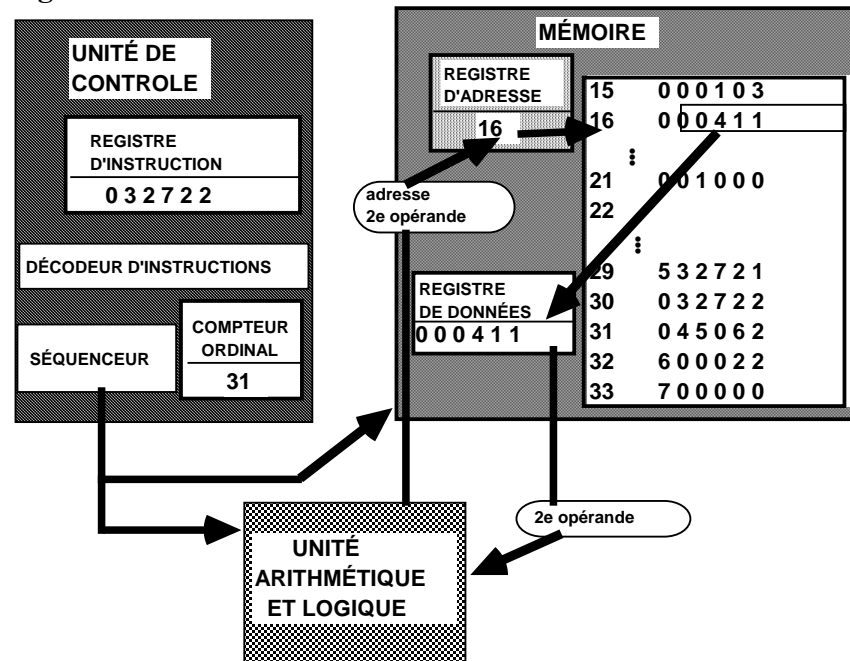 UNITÉ DE
CONTROLE
REGISTRE
D'INSTRUCTION
0 3 2 7 2 2
DÉCODEUR D'INSTRUCTIONS
SÉQUENCEUR
COMPTEUR
ORDINAL
31
MÉMOIRE
REGISTRE
D'ADRESSE
16
15 0 0 0 1 0 3
16 0 0 0 4 1 1
21 0 0 1 0 0 0
22
29 5 3 2 7 2 1
30 0 3 2 7 2 2
31 0 4 5 0 6 2
32 6 0 0 0 2 2
33 7 0 0 0 0 0
adresse
2e opérande
REGISTRE
DE DONNÉES
0 0 0 4 1 1
2e opérande
UNITÉ
ARITHMÉTIQUE
ET LOGIQUE